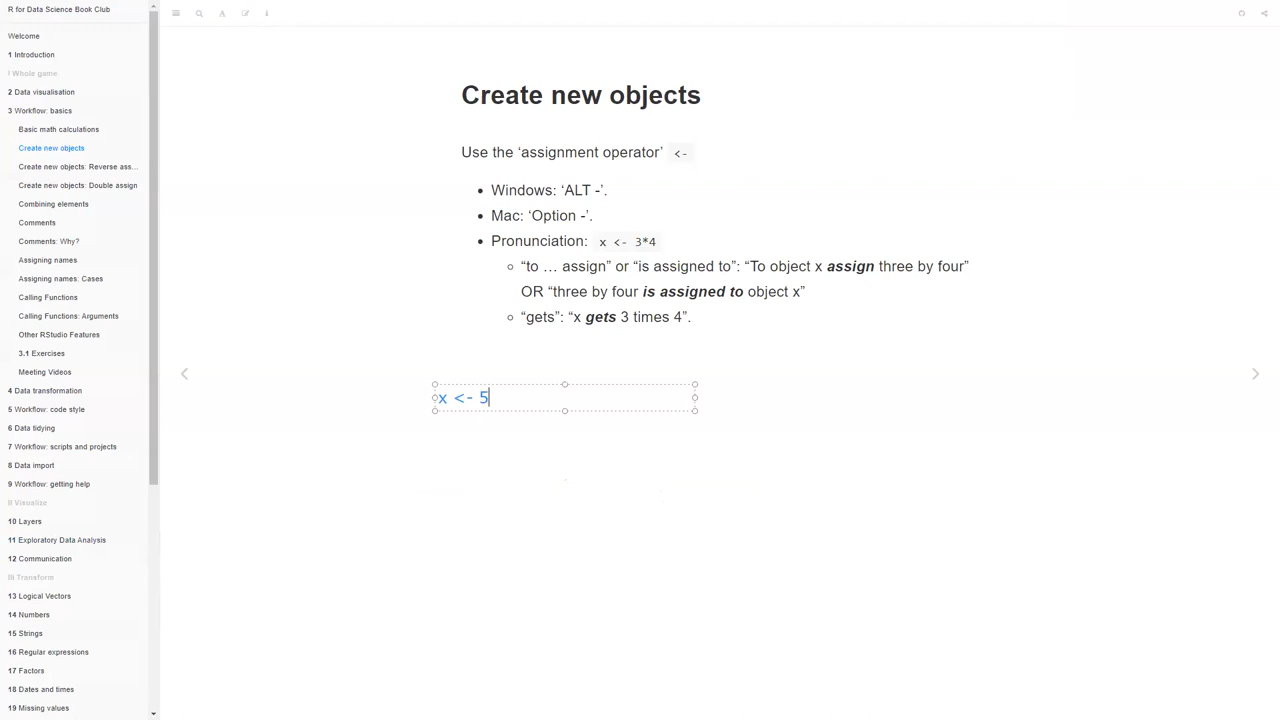 R for Data Science Book Club
Welcome
1 Introduction
I Whole game
2 Data visualisation
3 Workflow: basics
Basic math calculations
Create new objects
Create new objects: Reverse ass...
Create new objects: Double assign
Combining elements
Comments
Comments: Why?
Assigning names
Assigning names: Cases
Calling Functions
Calling Functions: Arguments
Other RStudio Features
3.1 Exercises
Meeting Videos
4 Data transformation
5 Workflow: code style
6 Data tidying
7 Workflow: scripts and projects
8 Data import
9 Workflow: getting help
II Visualize
10 Layers
11 Exploratory Data Analysis
12 Communication
III Transform
13 Logical Vectors
14 Numbers
15 Strings
16 Regular expressions
17 Factors
18 Dates and times
19 Missing values
Create new objects
Use the ‘assignment operator’ <-
• Windows: ‘ALT -’.
• Mac: ‘Option -’.
• Pronunciation: x <- 3*4
“to … assign” or “is assigned to”: “To object x assign three by four”
OR “three by four is assigned to object x”
“gets”: “x gets 3 times 4”.
x <- 5